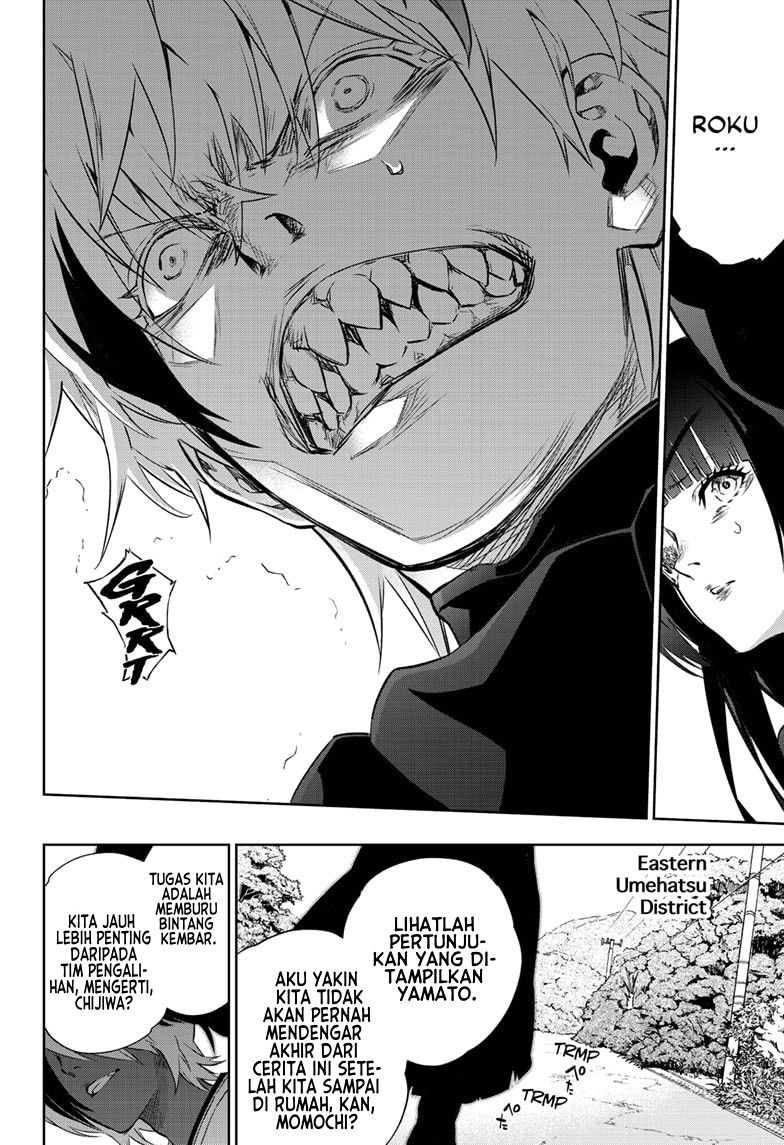 ROKU
...
GRRT
Eastern
Umehatsu
District
LIHATLAH
PERTUNJU-
KAN YANG DI-
TAMPILKAN
YAMATO.
AKU YAKIN
KITA TIDAK
AKAN PERNAH
MENDENGAR
AKHIR DARI
CERITA INI SETE-
LAH KITA SAMPAI
DI RUMAH, KAN,
MOMOCHI?
TRMP
TRMP
TUGAS KITA
ADALAH
MEMBURU
BINTANG
KEMBAR.
KITA JAUH
LEBIH PENTING
DARIPADA
TIM PENGALI-
HAN, MENGERTI,
CHIJIWA?